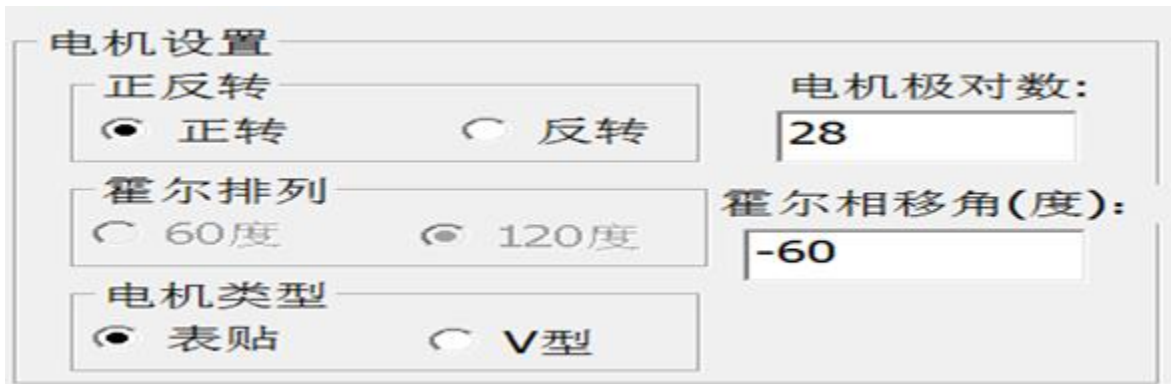 电机设置
正反转
正转 反转
电机极对数:
28
霍尔排列
60度 120度
霍尔相移角(度):
-60
电机类型
表贴 V型